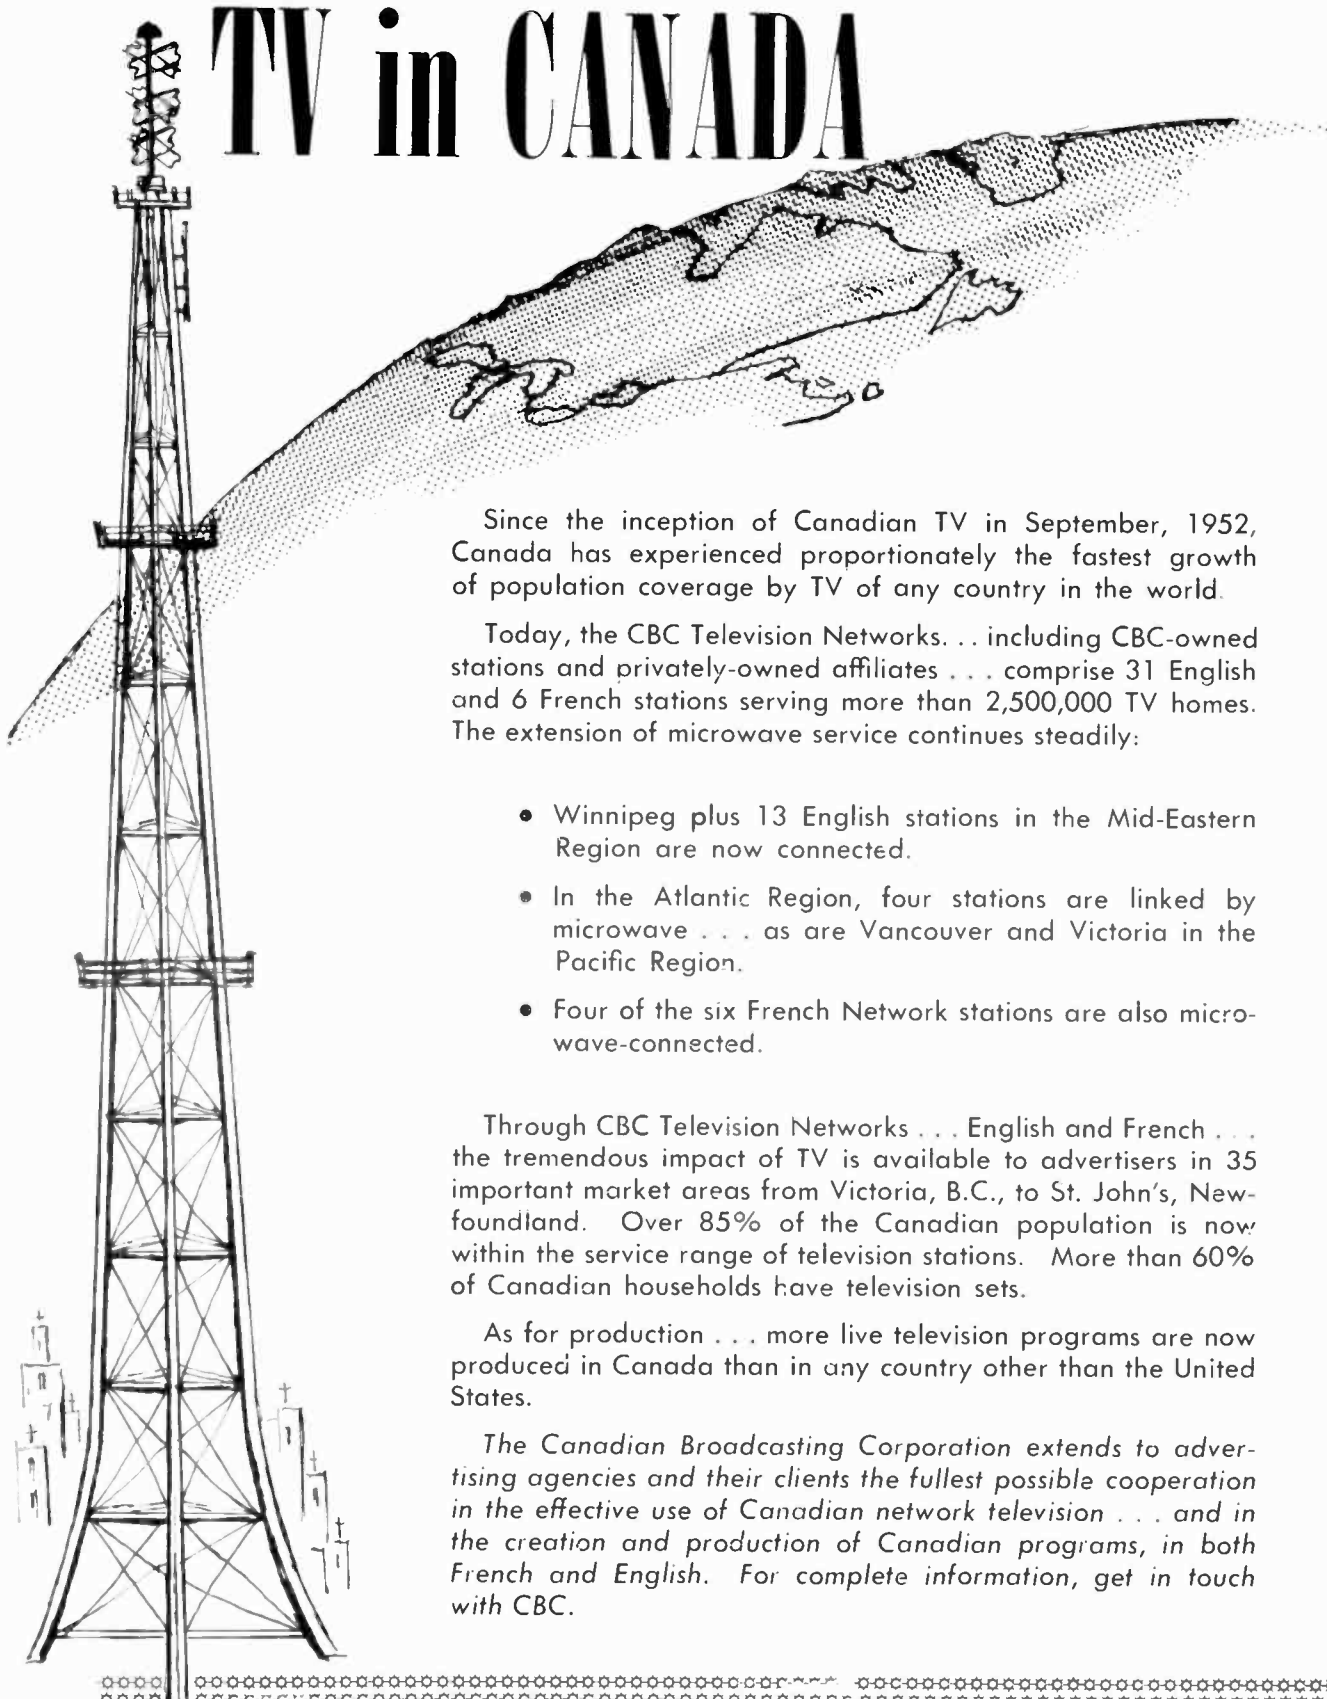 TV in CANADA
Since the inception of Canadian TV in September, 1952,
Canada has experienced proportionately the fastest growth
of population coverage by TV of any country in the world.
Today, the CBC Television Networks. . . including CBC-owned
stations and privately-owned affiliates . . . comprise 31 English
and 6 French stations serving more than 2,500,000 TV homes.
The extension of microwave service continues steadily:
• Winnipeg plus 13 English stations in the Mid-Eastern
Region are now connected.
• In the Atlantic Region, four stations are linked by
microwave . . . as are Vancouver and Victoria in the
Pacific Region.
• Four of the six French Network stations are also micro-
wave-connected.
Through CBC Television Networks . . . English and French . . .
the tremendous impact of TV is available to advertisers in 35
important market areas from Victoria, B.C., to St. John's, New-
foundland. Over 85% of the Canadian population is now
within the service range of television stations. More than 60%
of Canadian households have television sets.
As for production . . . more live television programs are now
produced in Canada than in any country other than the United
States.
The Canadian Broadcasting Corporation extends to adver-
tising agencies and their clients the fullest possible cooperation
in the effective use of Canadian network television . . . and in
the creation and production of Canadian programs, in both
French and English. For complete information, get in touch
with CBC.